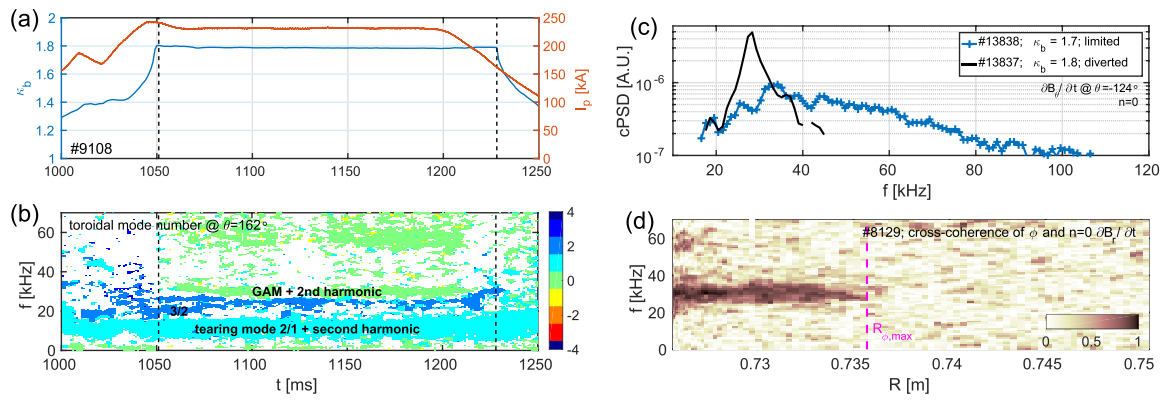 (a)
2
1.8
1.6
1.4
1.2
1
κb
250
200
150
100
50
0
Ip [kA]
#9108
1000 1050 1100 1150 1200 1250
(b)
toroidal mode number @ θ=162°
60
40
20
0
f [kHz]
GAM + 2nd harmonic
3/2
tearing mode 2/1 + second harmonic
4
2
0
-2
-4
1000 1050 1100 1150 1200 1250
t [ms]
(c)
#13838; κb = 1.7; limited
#13837; κb = 1.8; diverted
∂Bθ/ ∂t @ θ=-124°
n=0
10-6
10-7
cPSD [A.U.]
0 20 40 60 80 100 120
f [kHz]
(d)
#8129; cross-coherence of ϕ and n=0 ∂Br/ ∂t
60
40
20
0
f [kHz]
Rϕ,max
0 0.5 1
0.73 0.735 0.74 0.745 0.75
R [m]